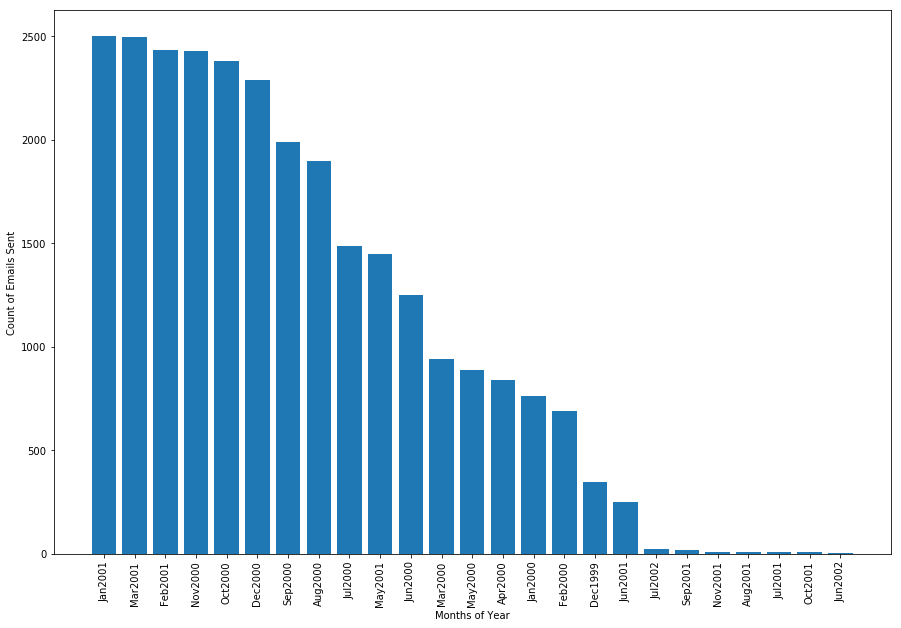 2500
2000
1500
1000
500
0
Count of Emails Sent
Jan2001
Mar2001
Feb2001
Nov2000
Oct2000
Dec2000
Sep2000
Aug2000
Jul2000
May2001
Jun2000
Mar2000
May2000
Apr2000
Jan2000
Feb2000
Dec1999
Jun2001
Jul2002
Sep2001
Nov2001
Aug2001
Jul2001
Oct2001
Jun2002
Months of Year